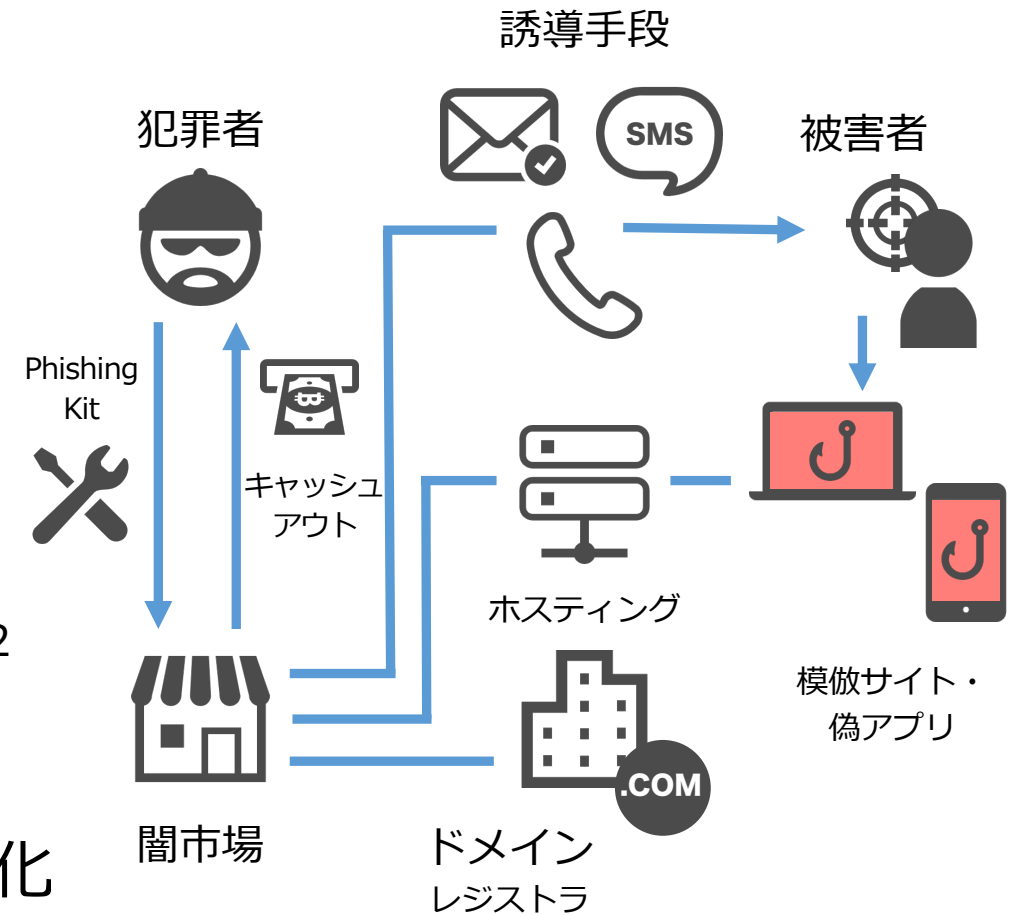 誘導手段
犯罪者
SMS
被害者
Phishing
Kit
キャッシュ
アウト
ホスティング
2
模倣サイト・
偽アプリ
.COM
闇市場
ドメイン
レジストラ
化